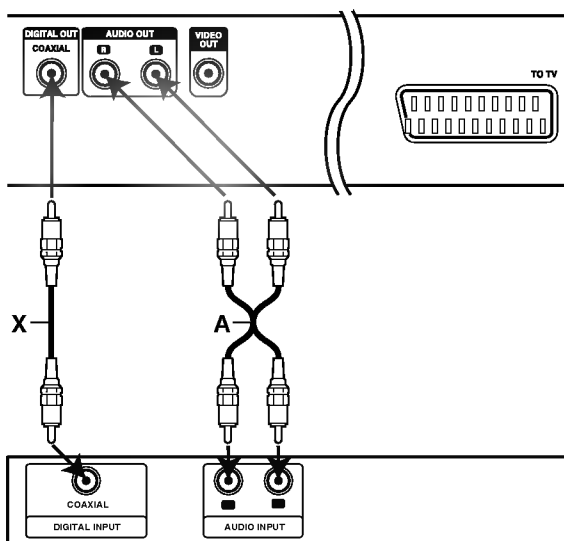 DIGITAL OUT
COAXIAL
AUDIO OUT
R
L
VIDEO
OUT
TO TV
X
A
COAXIAL
DIGITAL INPUT
AUDIO INPUT